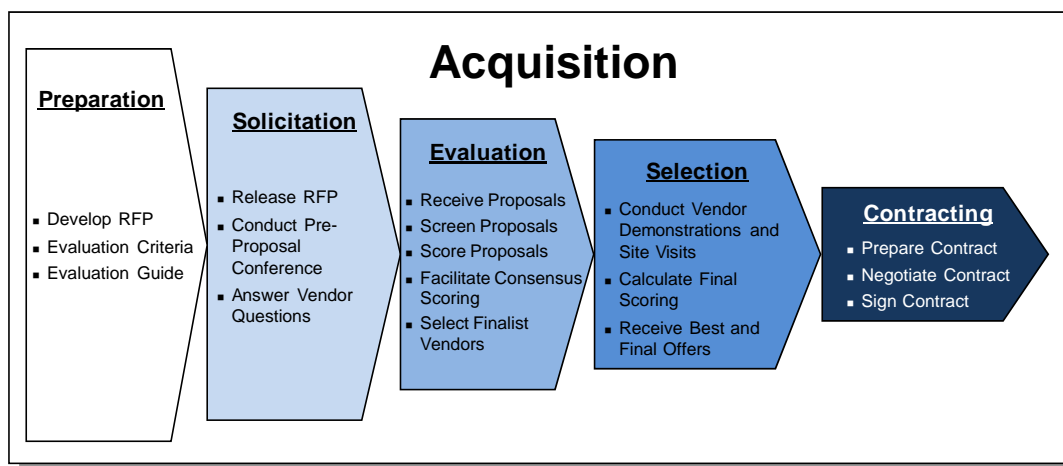 Acquisition
Preparation
▪ Develop RFP
▪ Evaluation Criteria
▪ Evaluation Guide
Solicitation
▪ Release RFP
▪ Conduct Pre-
Proposal
Conference
▪ Answer Vendor
Questions
Evaluation
▪ Receive Proposals
▪ Screen Proposals
▪ Score Proposals
▪ Facilitate Consensus
Scoring
▪ Select Finalist
Vendors
Selection
▪ Conduct Vendor
Demonstrations and
Site Visits
▪ Calculate Final
Scoring
▪ Receive Best and
Final Offers
Contracting
▪ Prepare Contract
▪ Negotiate Contract
▪ Sign Contract